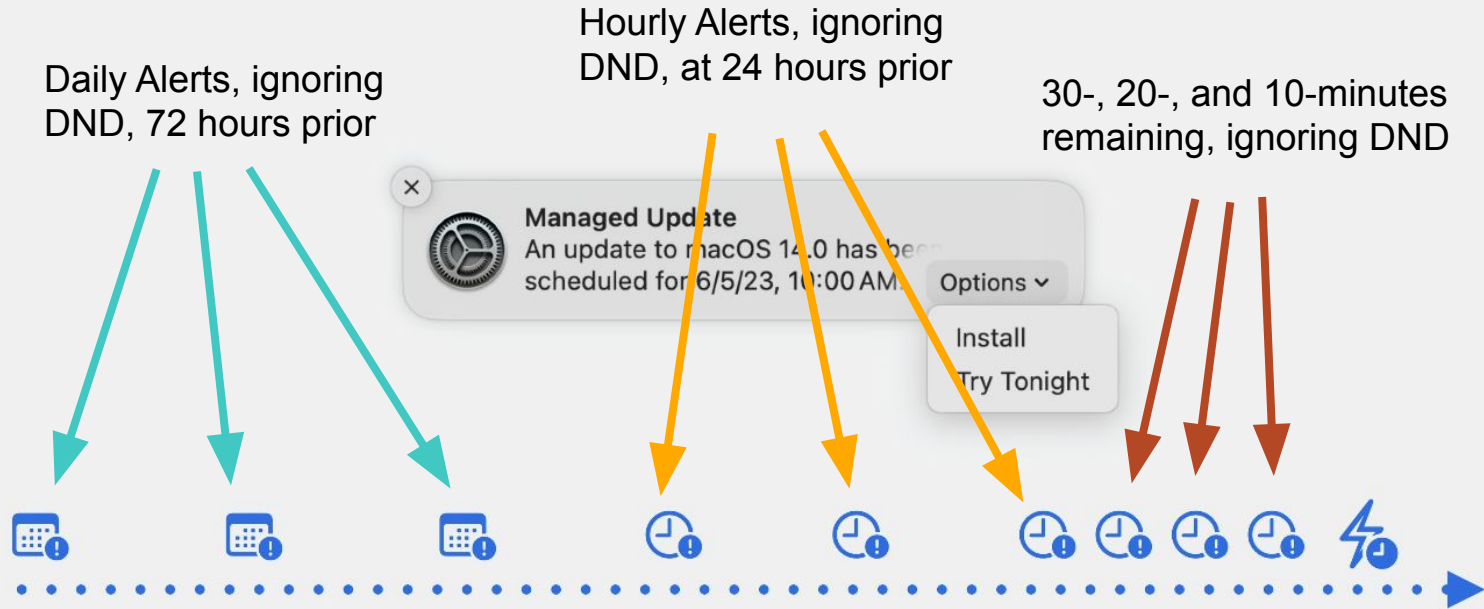 Daily Alerts, ignoring
DND, 72 hours prior
Hourly Alerts, ignoring
DND, at 24 hours prior
30-, 20-, and 10-minutes
remaining, ignoring DND
Managed Update
An update to macOS 14.0 has been
scheduled for 6/5/23, 10:00 AM.
Options
Install
Try Tonight